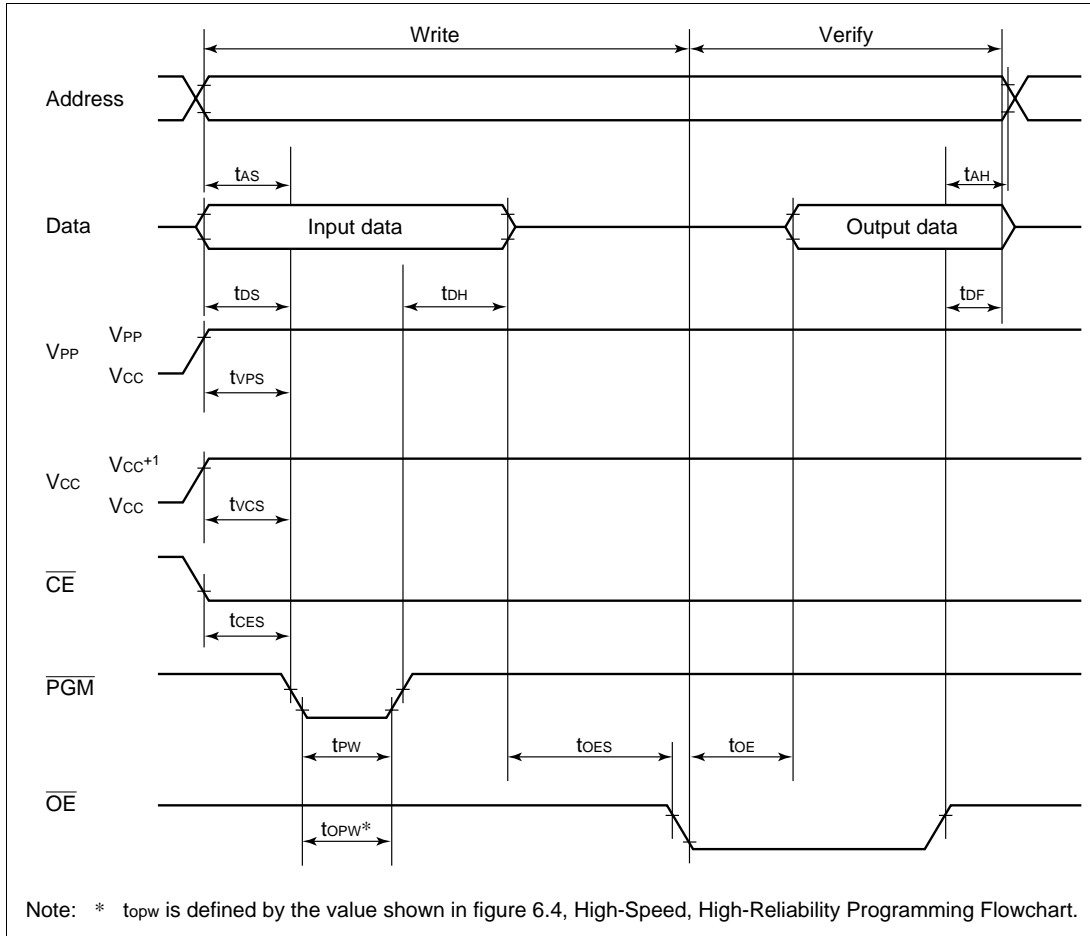 Write Verify
Address
tAS tAH
Data Input data Output data
tDS tDH tDF
VPP VPP
VCC
tVPS
VCC VCC+1
VCC
tVCS
CE
tCES
PGM
tPW tOES tOE
OE
tOPW*
Note: * topw is defined by the value shown in figure 6.4, High-Speed, High-Reliability Programming Flowchart.